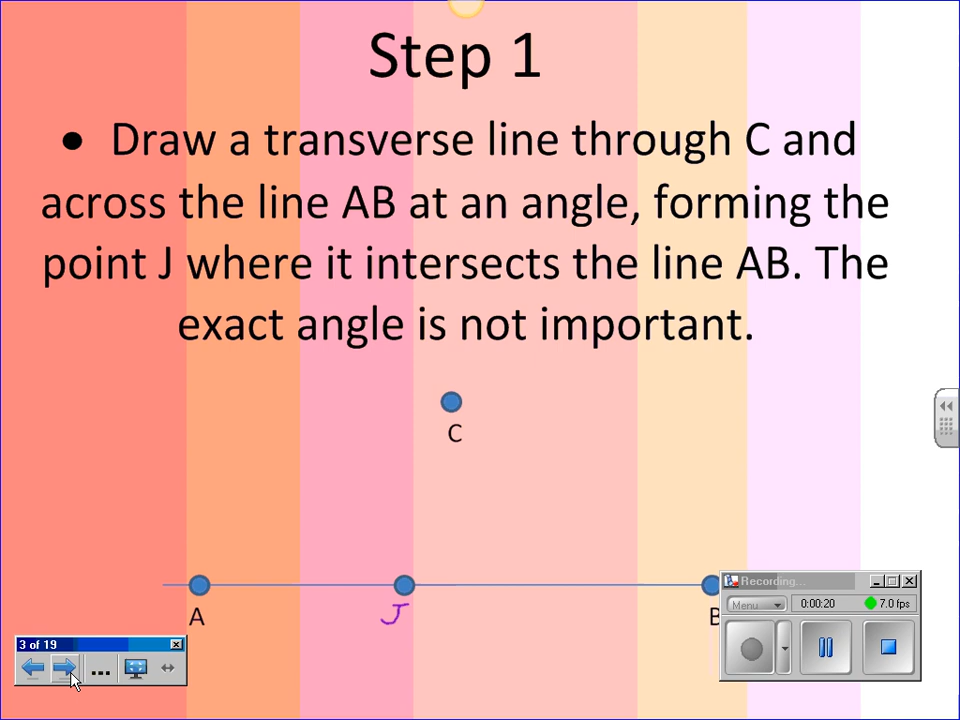 Step 1
• Draw a transverse line through C and
across the line AB at an angle, forming the
point J where it intersects the line AB. The
exact angle is not important.
C
A
J
B
Recording...
Menu
0:00:20
7.0 fps
3 of 19
...